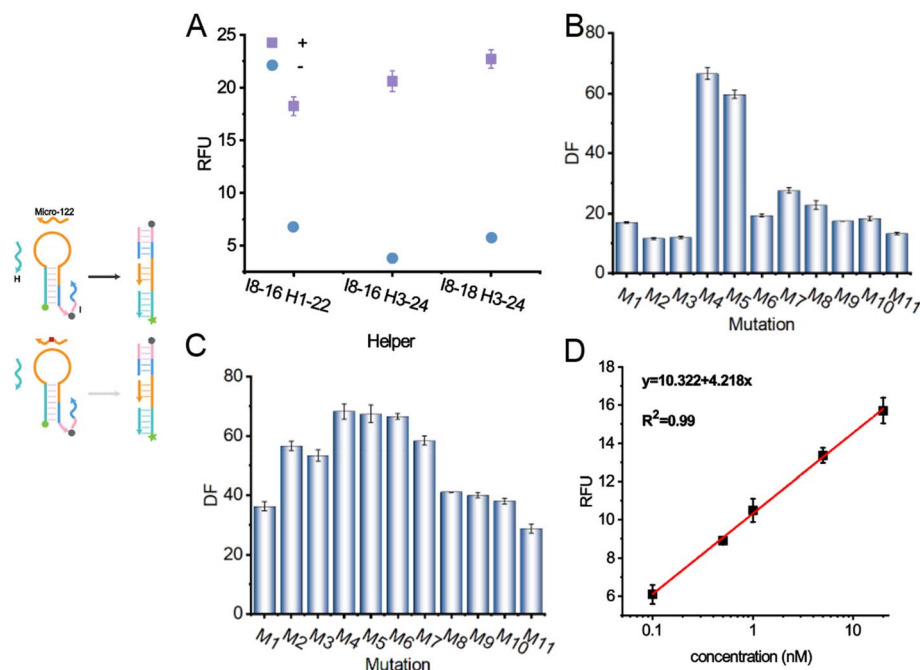 Micro-122
H
I
A
25
20
15
10
5
RFU
+
-
I8-16 H1-22
I8-16 H3-24
I8-18 H3-24
Helper
B
80
60
40
20
0
DF
M1
M2
M3
M4
M5
M6
M7
M8
M9
M10
M11
Mutation
C
80
60
40
20
0
DF
M1
M2
M3
M4
M5
M6
M7
M8
M9
M10
M11
Mutation
D
y=10.322+4.218x
R²=0.99
18
16
14
12
10
8
6
RFU
0.1
1
10
concentration (nM)